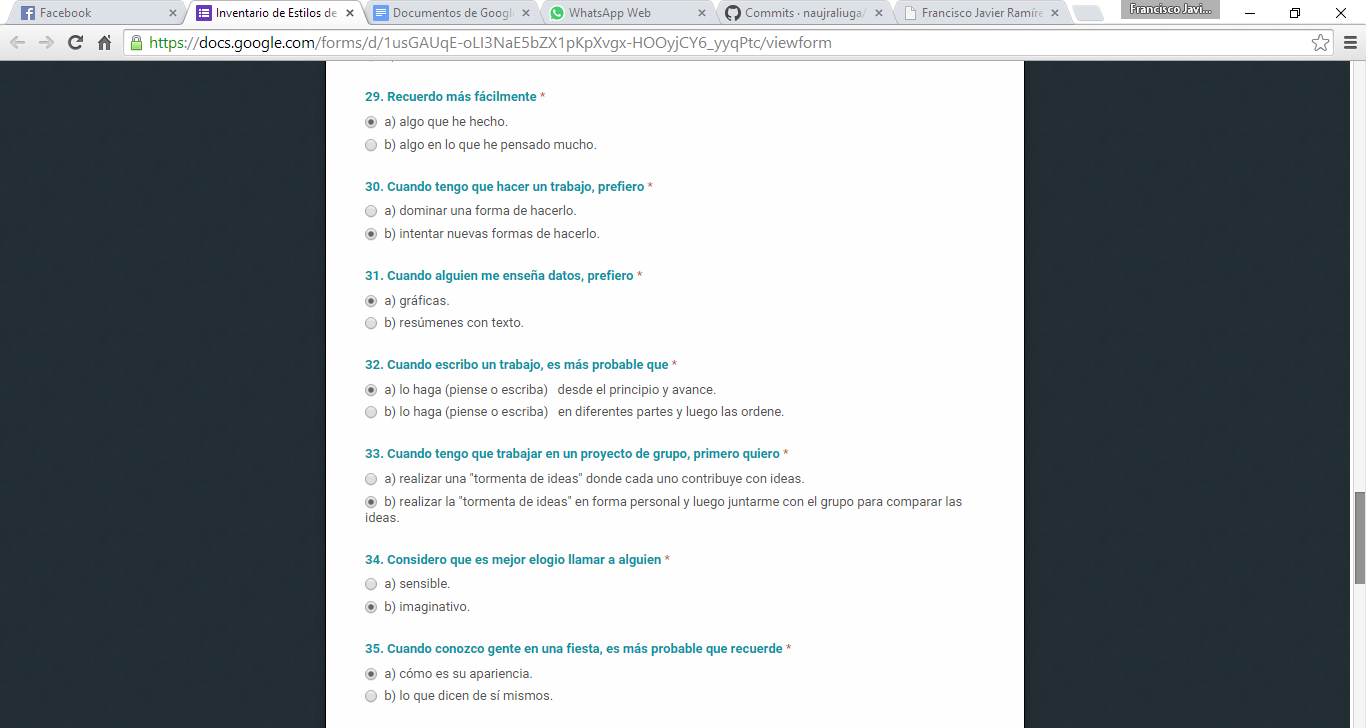 Facebook
Inventario de Estilos de
Documentos de Googl
WhatsApp Web
Commits · naujraliuga/
Francisco Javier Ramíre
Francisco Javi...
https://docs.google.com/forms/d/1usGAUqE-oLI3NaE5bZX1pKpXvgx-HOOyjCY6_yyqPtc/viewform
29. Recuerdo más fácilmente *
a) algo que he hecho.
b) algo en lo que he pensado mucho.
30. Cuando tengo que hacer un trabajo, prefiero *
a) dominar una forma de hacerlo.
b) intentar nuevas formas de hacerlo.
31. Cuando alguien me enseña datos, prefiero *
a) gráficas.
b) resúmenes con texto.
32. Cuando escribo un trabajo, es más probable que *
a) lo haga (piense o escriba)   desde el principio y avance.
b) lo haga (piense o escriba)   en diferentes partes y luego las ordene.
33. Cuando tengo que trabajar en un proyecto de grupo, primero quiero *
a) realizar una "tormenta de ideas" donde cada uno contribuye con ideas.
b) realizar la "tormenta de ideas" en forma personal y luego juntarme con el grupo para comparar las
ideas.
34. Considero que es mejor elogio llamar a alguien *
a) sensible.
b) imaginativo.
35. Cuando conozco gente en una fiesta, es más probable que recuerde *
a) cómo es su apariencia.
b) lo que dicen de sí mismos.